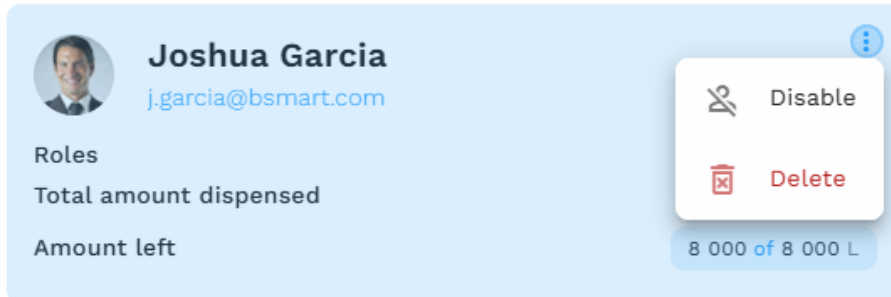 Joshua Garcia
j.garcia@bsmart.com
Disable
Roles
Delete
Total amount dispensed
Amount left
8 000 of 8 000 L